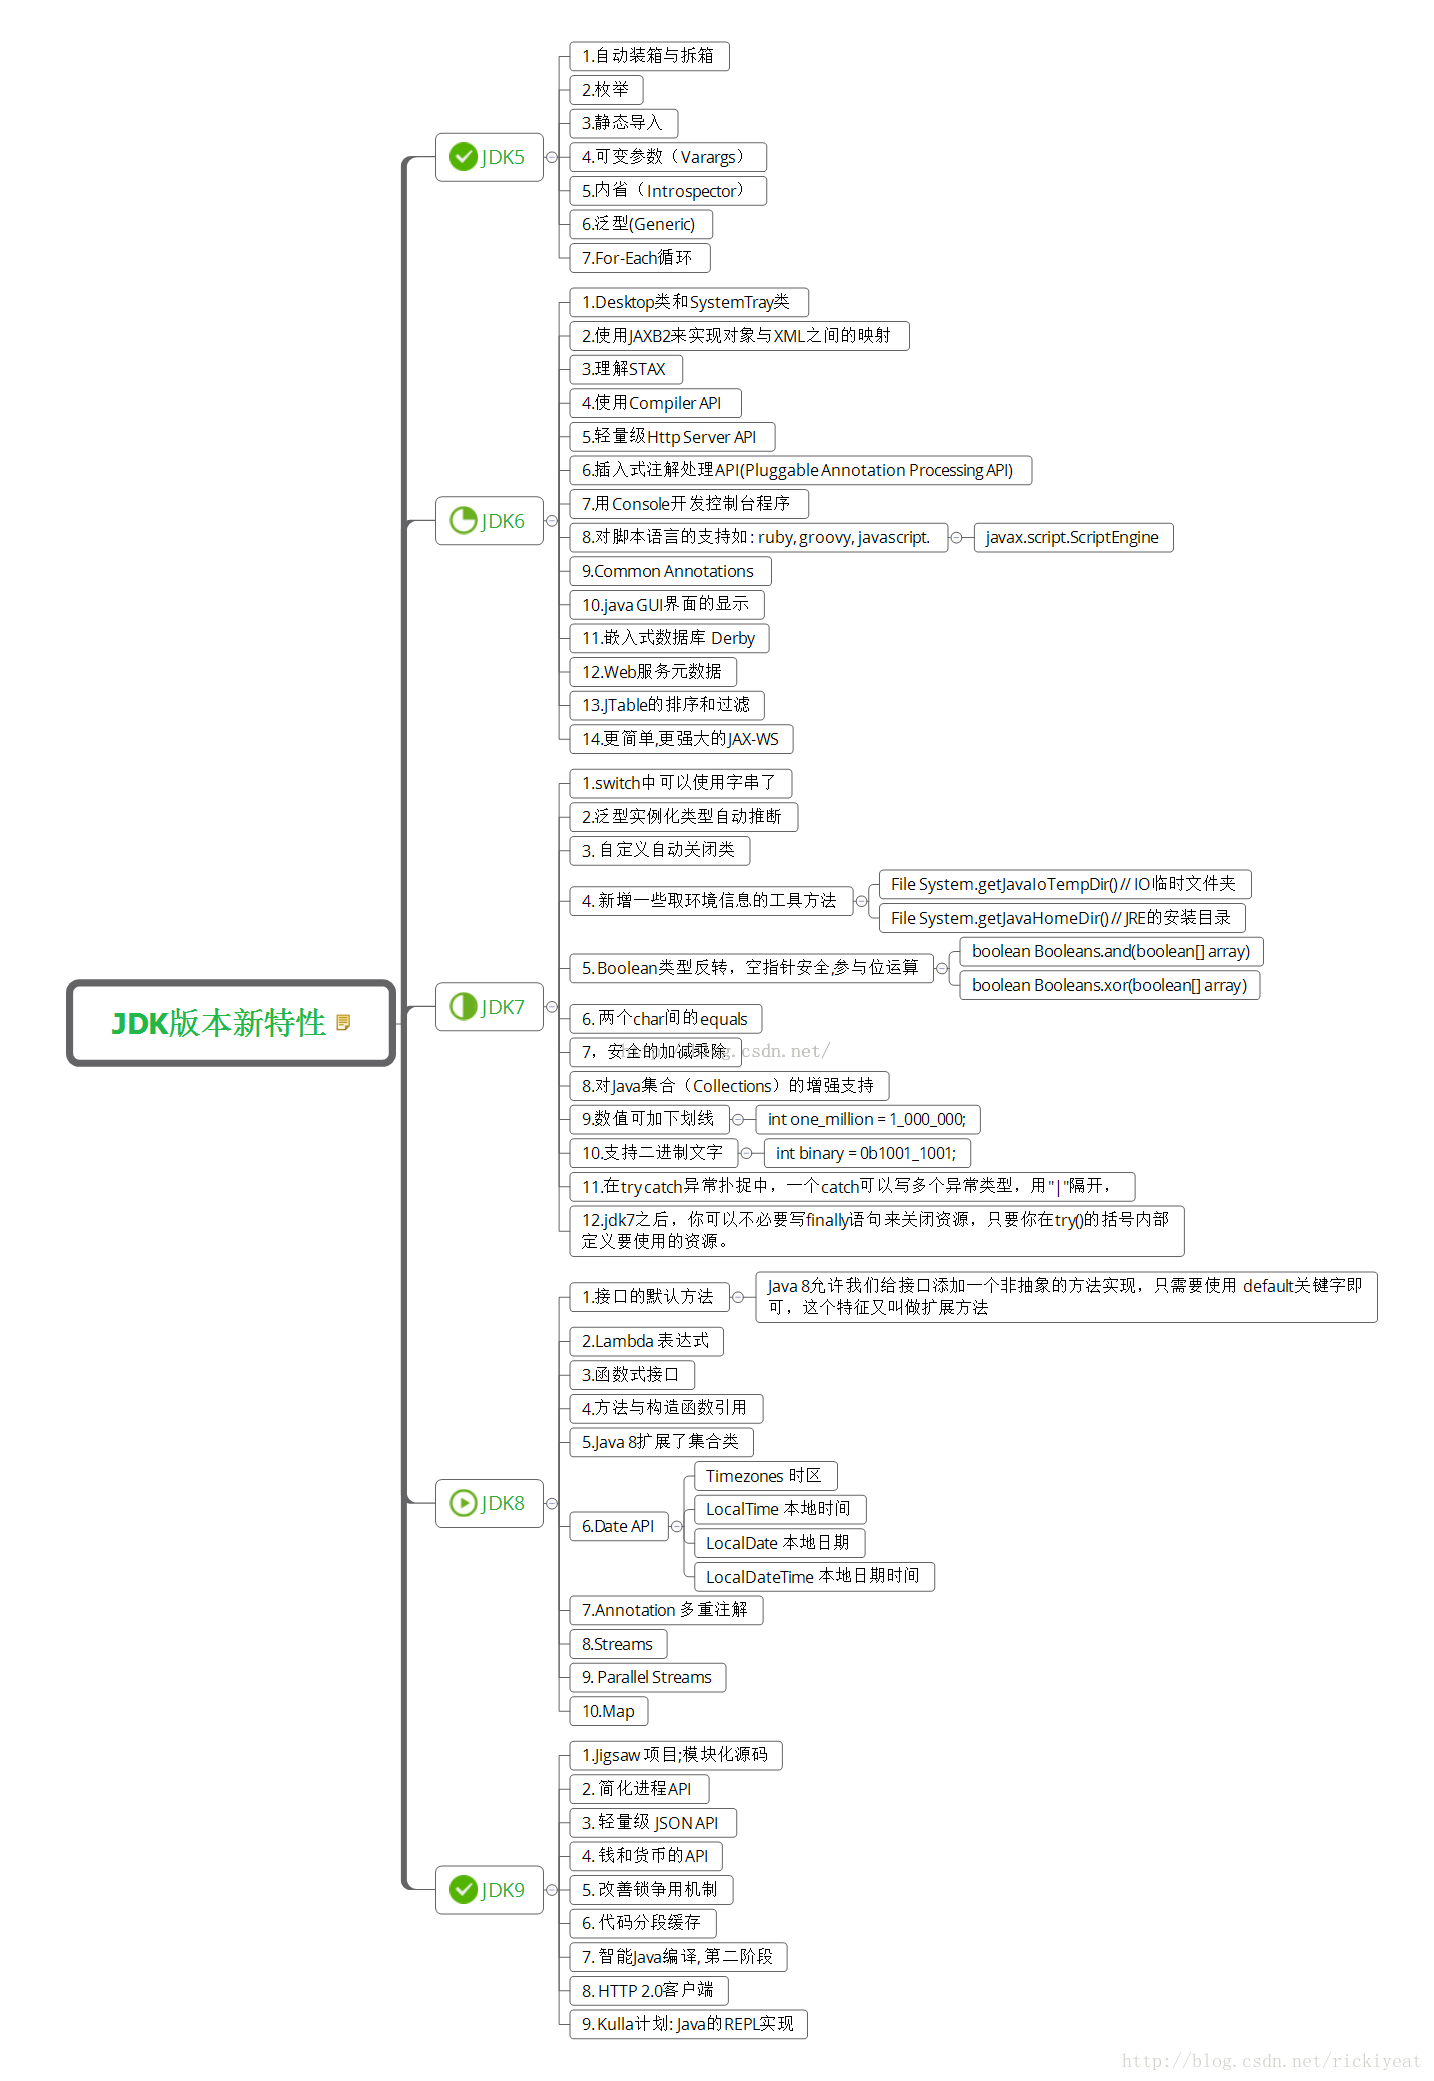 JDK版本新特性
JDK5
1.自动装箱与拆箱
2.枚举
3.静态导入
4.可变参数（Varargs）
5.内省（Introspector）
6.泛型(Generic)
7.For-Each循环
JDK6
1.Desktop类和SystemTray类
2.使用JAXB2来实现对象与XML之间的映射
3.理解STAX
4.使用Compiler API
5.轻量级Http Server API
6.插入式注解处理API(Pluggable Annotation Processing API)
7.用Console开发控制台程序
8.对脚本语言的支持如: ruby, groovy, javascript.
javax.script.ScriptEngine
9.Common Annotations
10.java GUI界面的显示
11.嵌入式数据库 Derby
12.Web服务元数据
13.JTable的排序和过滤
14.更简单,更强大的JAX-WS
JDK7
1.switch中可以使用字串了
2.泛型实例化类型自动推断
3. 自定义自动关闭类
4. 新增一些取环境信息的工具方法
File System.getJavaIoTempDir() // IO临时文件夹
File System.getJavaHomeDir() // JRE的安装目录
5.Boolean类型反转，空指针安全,参与位运算
boolean Booleans.and(boolean[] array)
boolean Booleans.xor(boolean[] array)
6. 两个char间的equals
7，安全的加减乘除
8.对Java集合（Collections）的增强支持
9.数值可加下划线
int one_million = 1_000_000;
10.支持二进制文字
int binary = 0b1001_1001;
11.在try catch异常扑捉中，一个catch可以写多个异常类型，用"|"隔开，
12.jdk7之后，你可以不必要写finally语句来关闭资源，只要你在try()的括号内部
定义要使用的资源。
JDK8
1.接口的默认方法
Java 8允许我们给接口添加一个非抽象的方法实现，只需要使用 default关键字即
可，这个特征又叫做扩展方法
2.Lambda 表达式
3.函数式接口
4.方法与构造函数引用
5.Java 8扩展了集合类
6.Date API
Timezones 时区
LocalTime 本地时间
LocalDate 本地日期
LocalDateTime 本地日期时间
7.Annotation 多重注解
8.Streams
9. Parallel Streams
10.Map
JDK9
1.Jigsaw 项目;模块化源码
2. 简化进程API
3. 轻量级 JSON API
4. 钱和货币的API
5. 改善锁争用机制
6. 代码分段缓存
7. 智能Java编译, 第二阶段
8. HTTP 2.0客户端
9. Kulla计划: Java的REPL实现
http://blog.csdn.net/rickiyeat